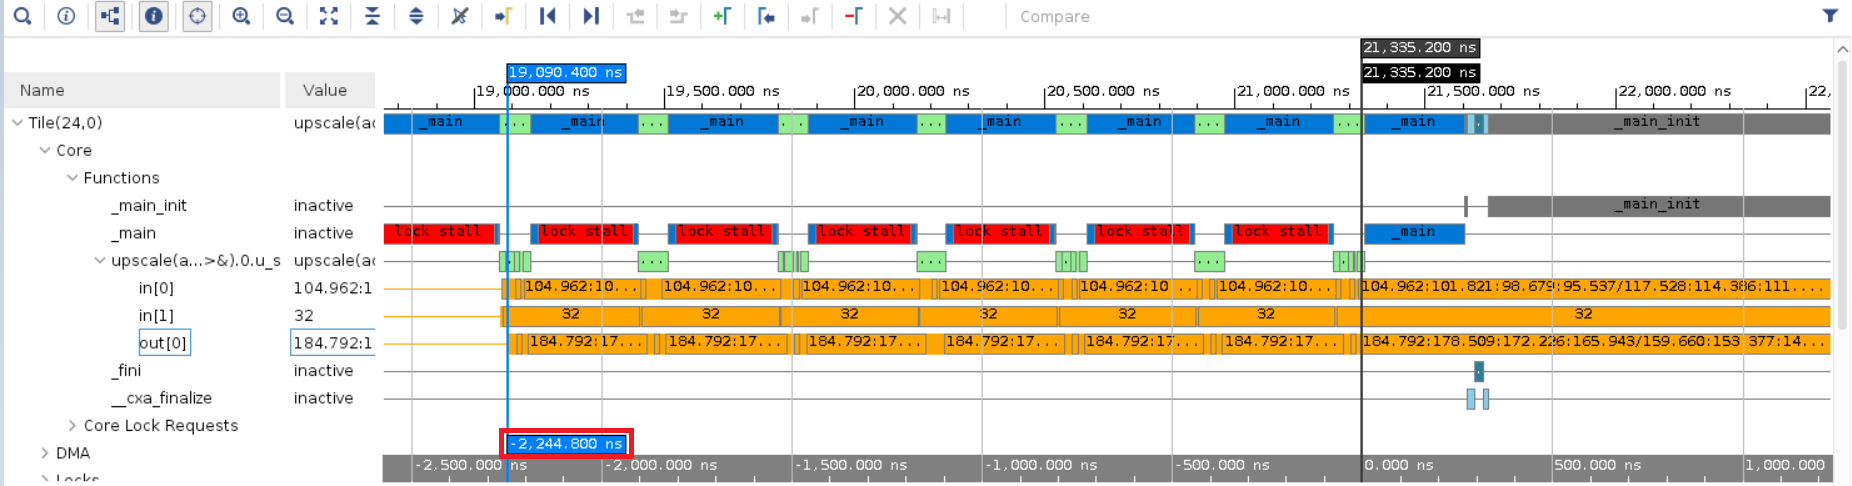 Compare
21,335.200 ns
19,090.400 ns
21,335.200 ns
Name Value
19,000.000 ns 19,500.000 ns 20,000.000 ns 20,500.000 ns 21,000.000 ns 21,500.000 ns 22,000.000 ns 22,
Tile(24,0) upscale(ac _main ... _main ... _main ... _main ... _main ... _main ... _main ... _main . _main_init
Core
Functions
_main_init inactive _main_init
_main inactive lock stall lock stall lock stall lock stall lock stall lock stall lock stall _main
upscale(a...>&).0.u_s upscale(ac . ... ... ...
in[0] 104.962:1 104.962:10... 104.962:10... 104.962:10... 104.962:10... 104.962:10 ... 104.962:10... 104.962:101.821:98.679:95.537/117.528:114.386:111....
in[1] 32 32 32 32 32 32 32 32
out[0] 184.792:1 184.792:17... 184.792:17... 184.792:17... 184.792:17... 184.792:17... 184.792:17... 184.792:178.509:172.226:165.943/159.660:153 377:14...
_fini inactive .
__cxa_finalize inactive
Core Lock Requests
DMA -2,244.800 ns
Locks -2,500.000 ns -2,000.000 ns -1,500.000 ns -1,000.000 ns -500.000 ns 0.000 ns 500.000 ns 1,000.000